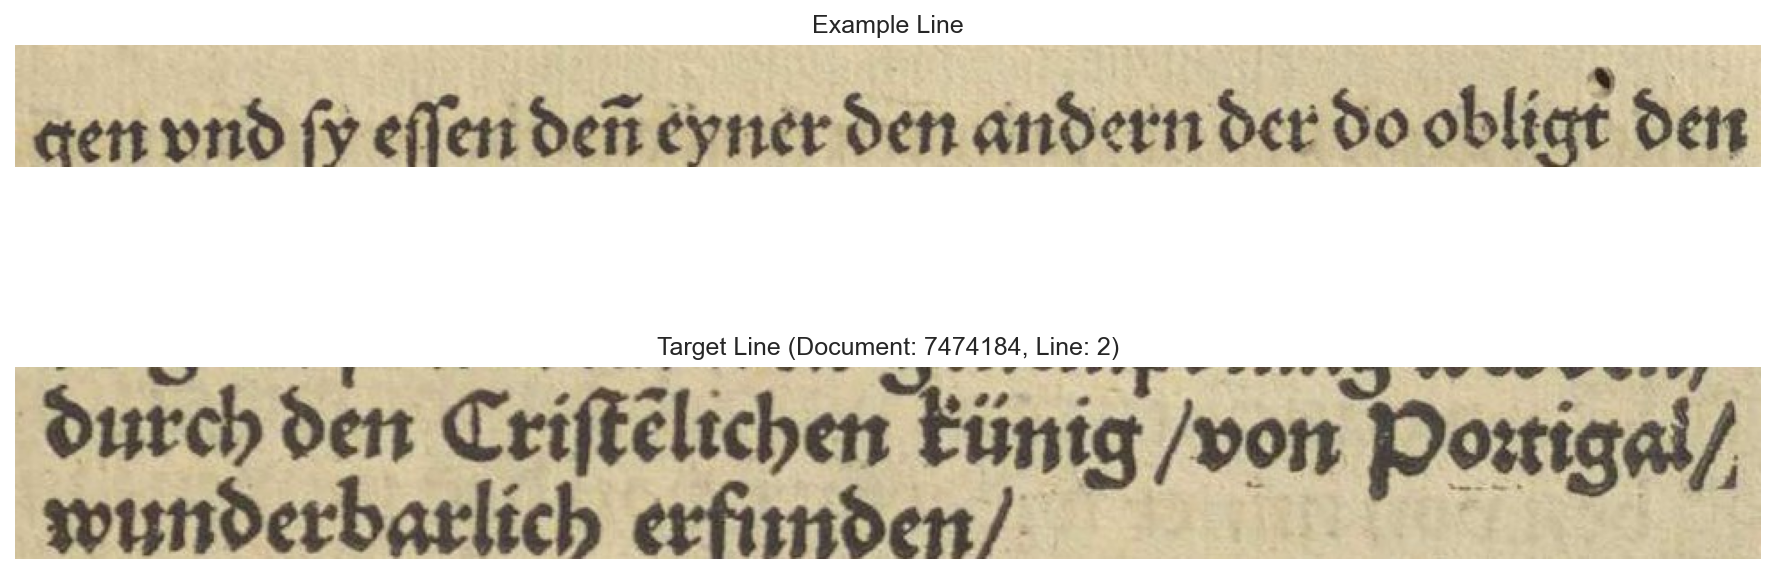 Example Line
gen vnd ſy eſſen deñ eyner den andern der do obligt den
Target Line (Document: 7474184, Line: 2)
durch den Criſtẽlichen künig /von Poꝛtigal/
wunderbarlich erfunden/